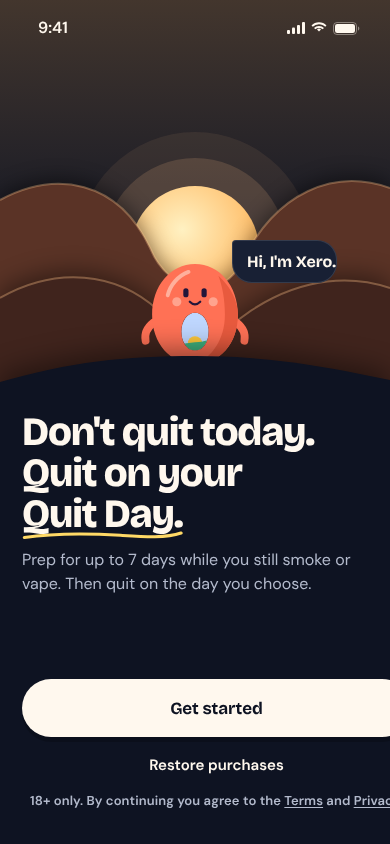 9:41
Hi, I'm Xero.
Don't quit today.
Quit on your
Quit Day.
Prep for up to 7 days while you still smoke or
vape. Then quit on the day you choose.
Get started
Restore purchases
18+ only. By continuing you agree to the Terms and